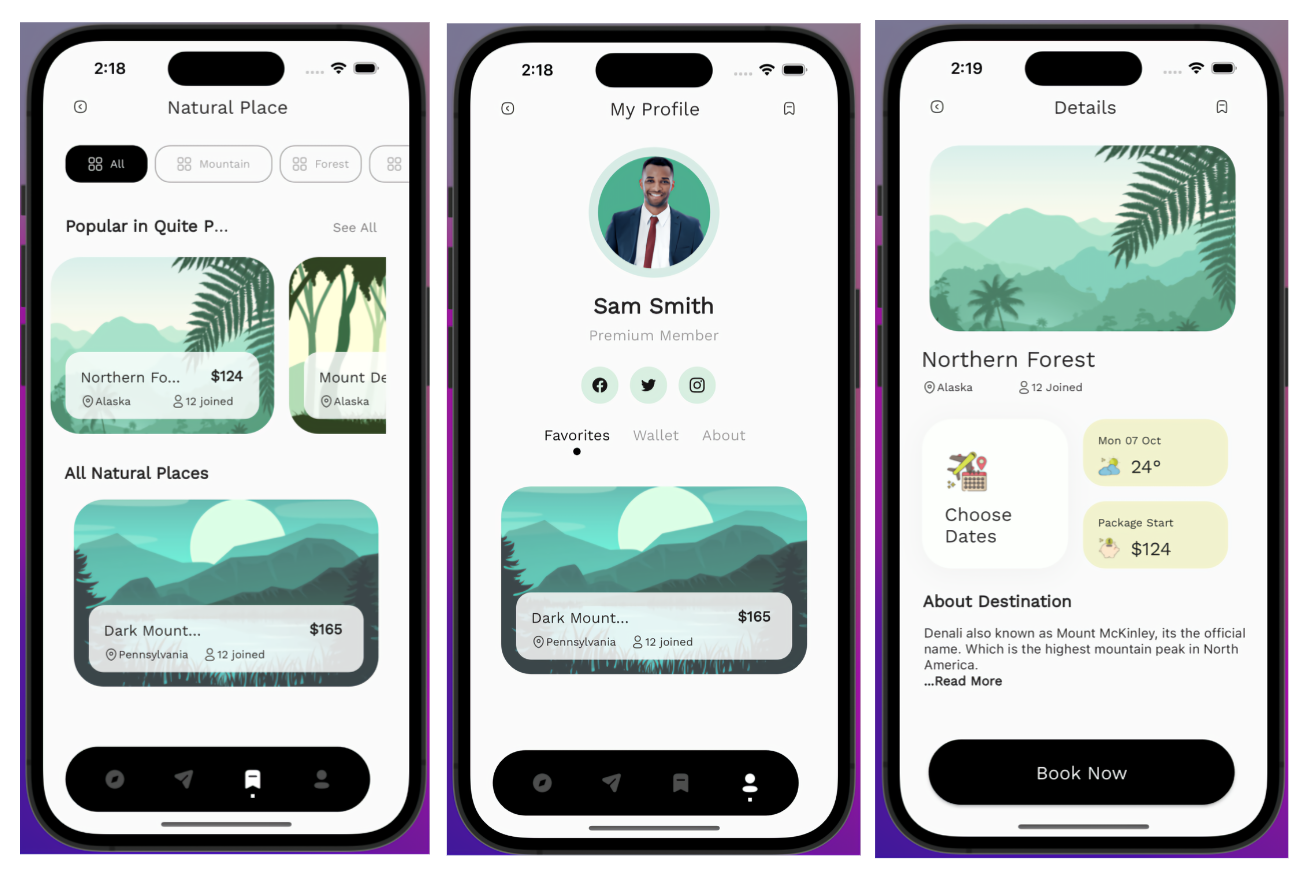 2:18
Natural Place
All
Mountain
Forest
Popular in Quite P...
See All
Northern Fo...
$124
Alaska
12 joined
Mount De
Alaska
All Natural Places
Dark Mount...
$165
Pennsylvania
12 joined
2:18
My Profile
Sam Smith
Premium Member
Favorites
Wallet
About
Dark Mount...
$165
Pennsylvania
12 joined
2:19
Details
Northern Forest
Alaska
12 Joined
Choose
Dates
Mon 07 Oct
24°
Package Start
$124
About Destination
Denali also known as Mount McKinley, its the official
name. Which is the highest mountain peak in North
America.
...Read More
Book Now